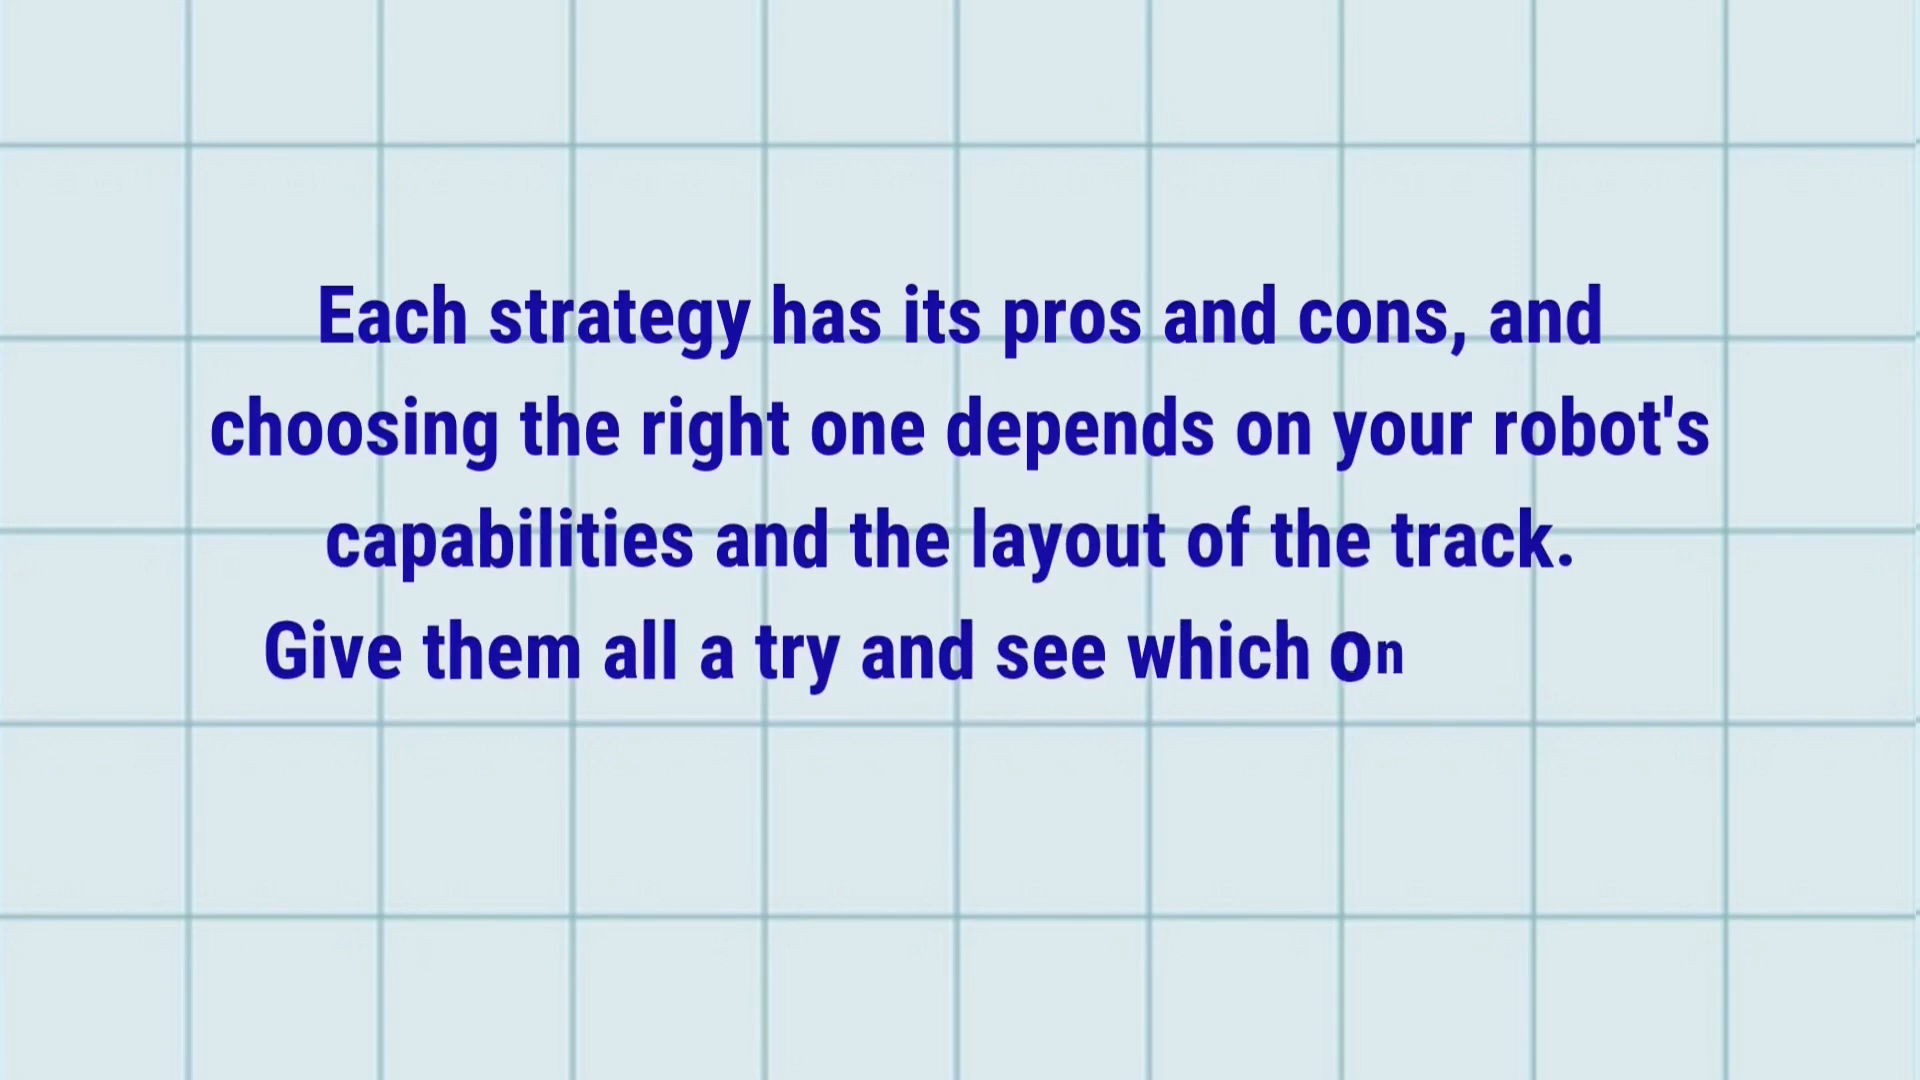 Each strategy has its pros and cons, and
choosing the right one depends on your robot's
capabilities and the layout of the track.
Give them all a try and see which on